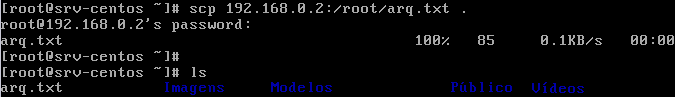 [root@srv-centos ~]# scp 192.168.0.2:/root/arq.txt .
root@192.168.0.2's password:
arq.txt 100% 85 0.1KB/s 00:00
[root@srv-centos ~]#
[root@srv-centos ~]# ls
arq.txt Imagens Modelos Público Vídeos